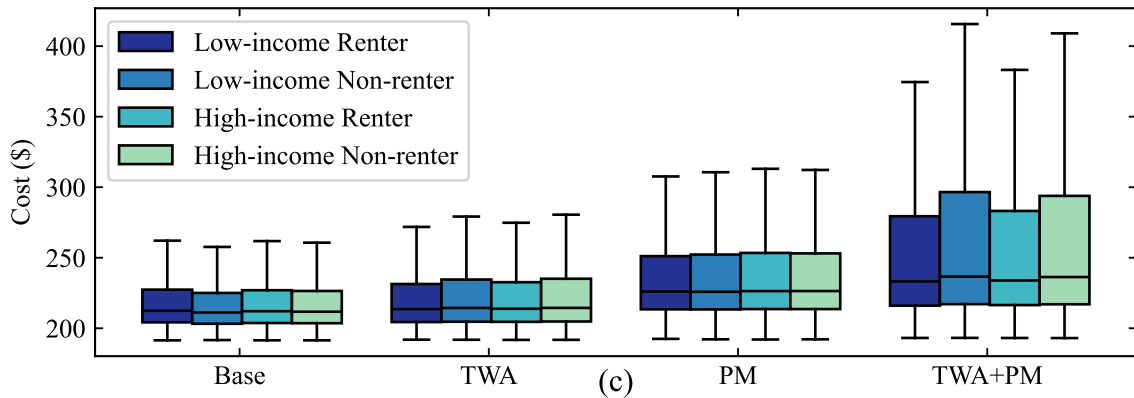 Low-income Renter
Low-income Non-renter
High-income Renter
High-income Non-renter
Cost ($)
400
350
300
250
200
Base
TWA
PM
TWA+PM
(c)